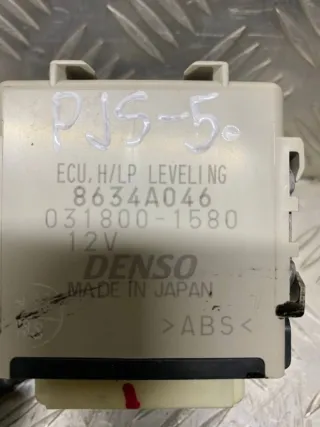 PJS-5.
ECU, H/LP LEVELING
8634A046
031800-1580
12V
DENSO
MADE IN JAPAN
>ABS<